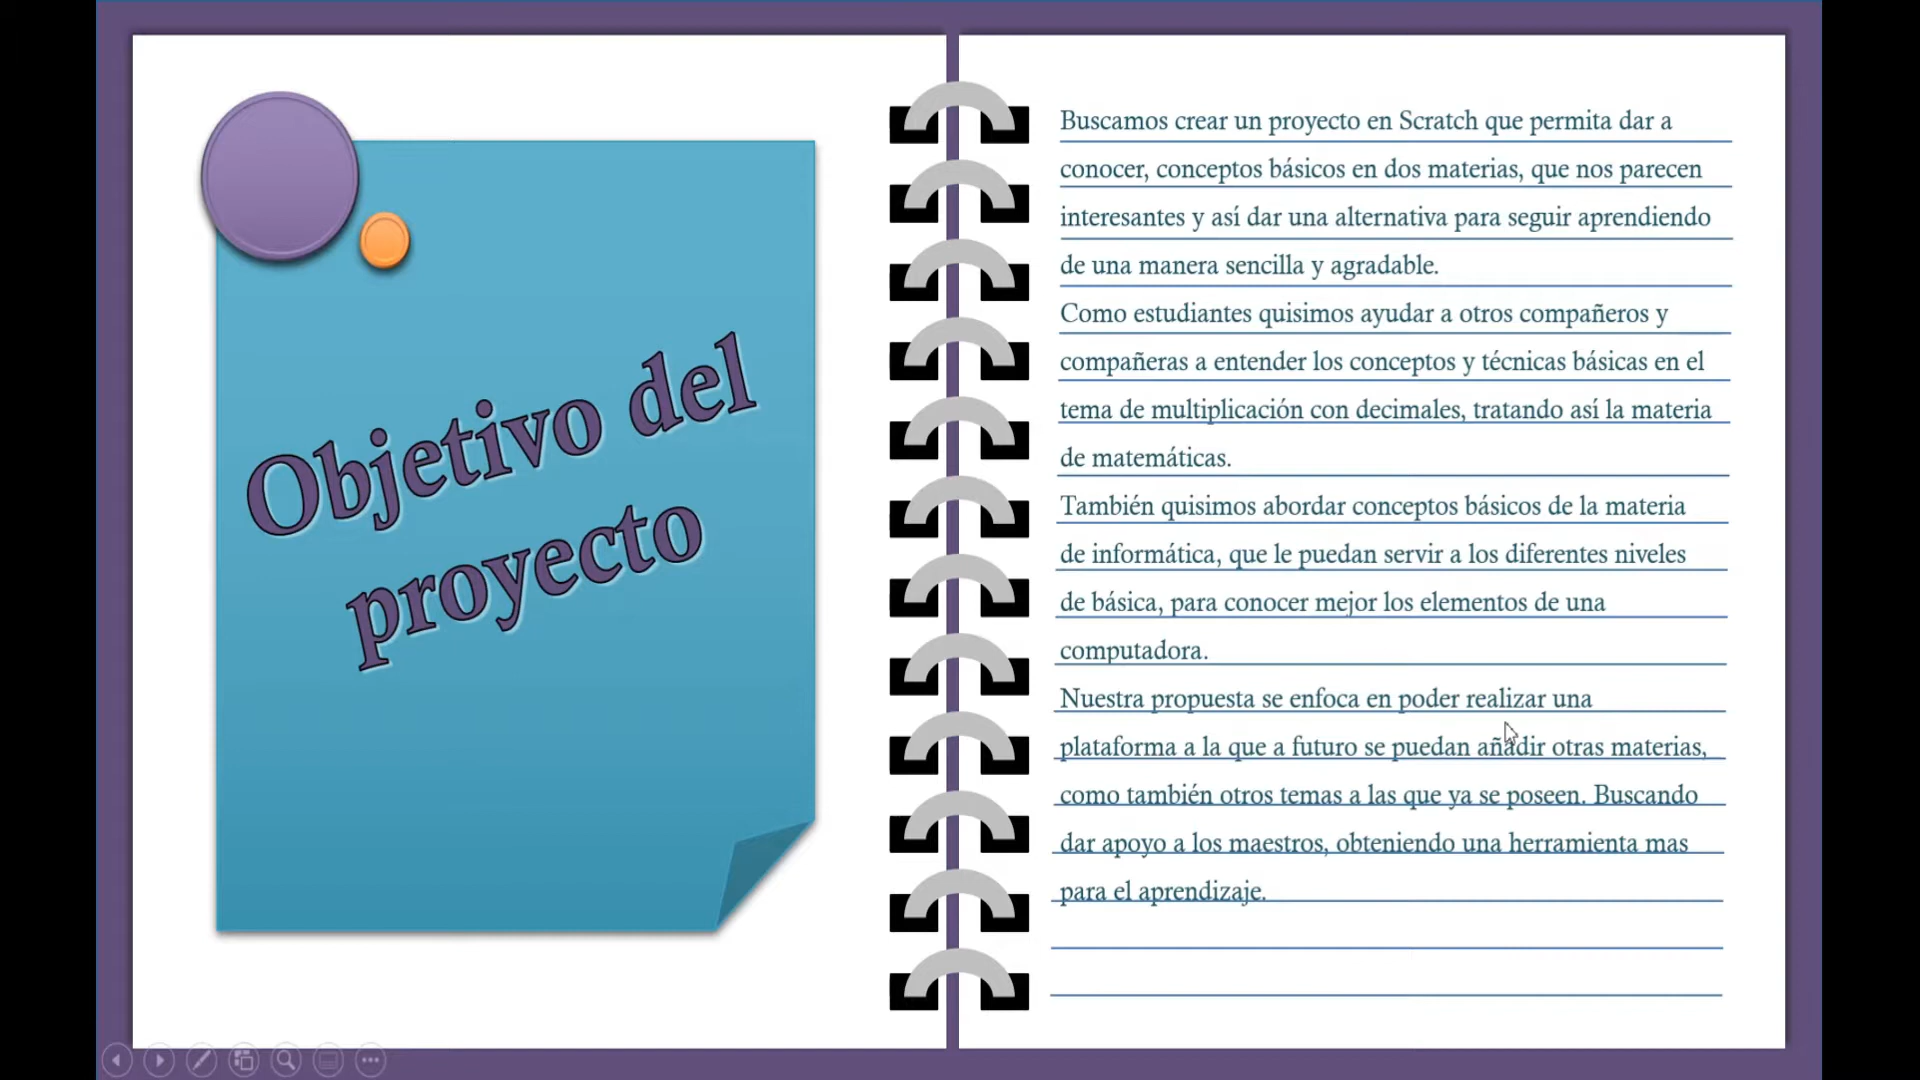 Objetivo del
proyecto
Buscamos crear un proyecto en Scratch que permita dar a
conocer, conceptos básicos en dos materias, que nos parecen
interesantes y así dar una alternativa para seguir aprendiendo
de una manera sencilla y agradable.
Como estudiantes quisimos ayudar a otros compañeros y
compañeras a entender los conceptos y técnicas básicas en el
tema de multiplicación con decimales, tratando así la materia
de matemáticas.
También quisimos abordar conceptos básicos de la materia
de informática, que le puedan servir a los diferentes niveles
de básica, para conocer mejor los elementos de una
computadora.
Nuestra propuesta se enfoca en poder realizar una
plataforma a la que a futuro se puedan añadir otras materias,
como también otros temas a las que ya se poseen. Buscando
dar apoyo a los maestros, obteniendo una herramienta mas
para el aprendizaje.